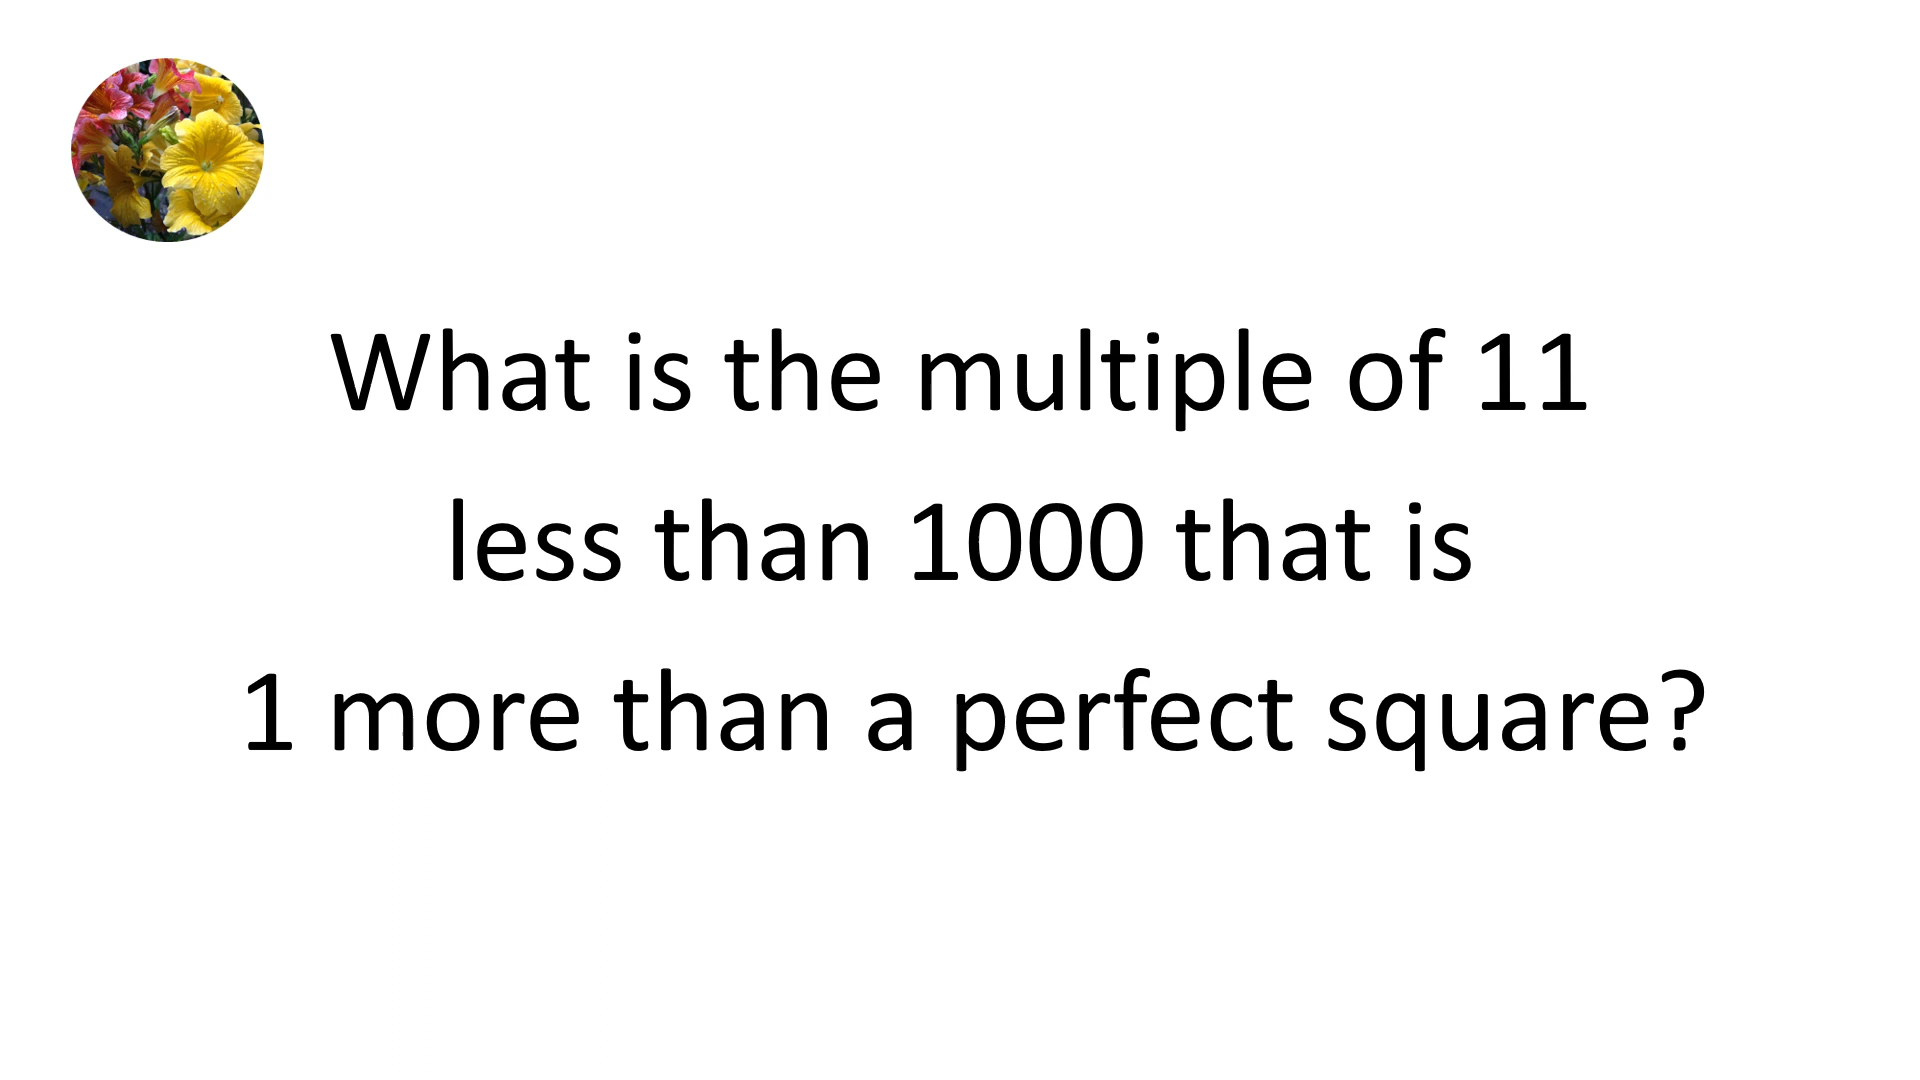 What is the multiple of 11
less than 1000 that is
1 more than a perfect square?